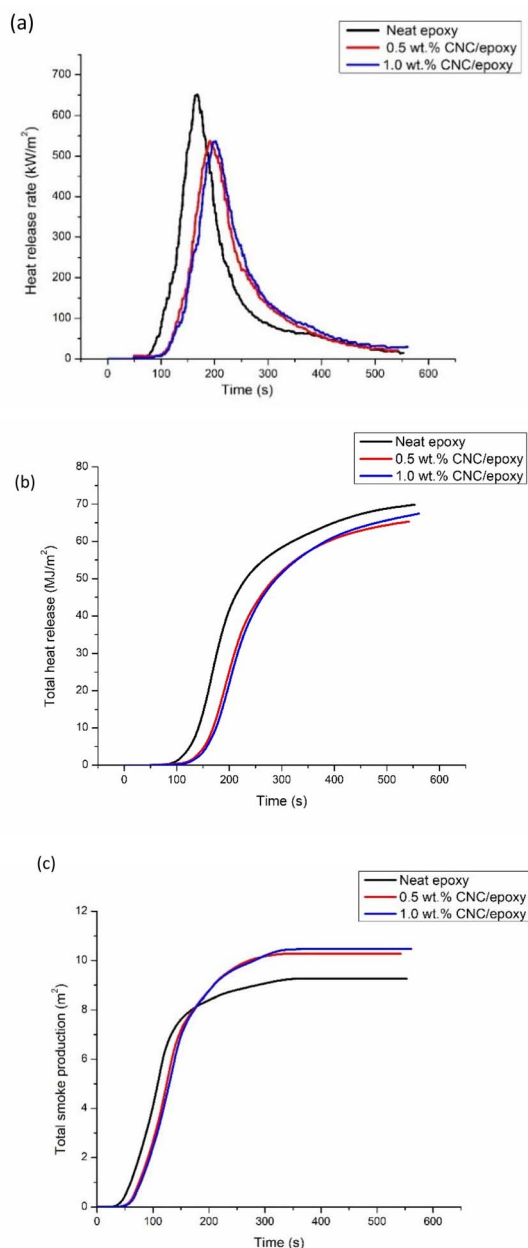 (a)
Neat epoxy
0.5 wt.% CNC/epoxy
1.0 wt.% CNC/epoxy
Heat release rate (kW/m²)
700
650
600
500
400
300
200
100
0
0 100 200 300 400 500 600
Time (s)
(b)
Neat epoxy
0.5 wt.% CNC/epoxy
1.0 wt.% CNC/epoxy
Total heat release (MJ/m²)
80
70
60
50
40
30
20
10
0
0 100 200 300 400 500 600
Time (s)
(c)
Neat epoxy
0.5 wt.% CNC/epoxy
1.0 wt.% CNC/epoxy
Total smoke production (m²)
12
10
8
6
4
2
0
0 100 200 300 400 500 600
Time (s)